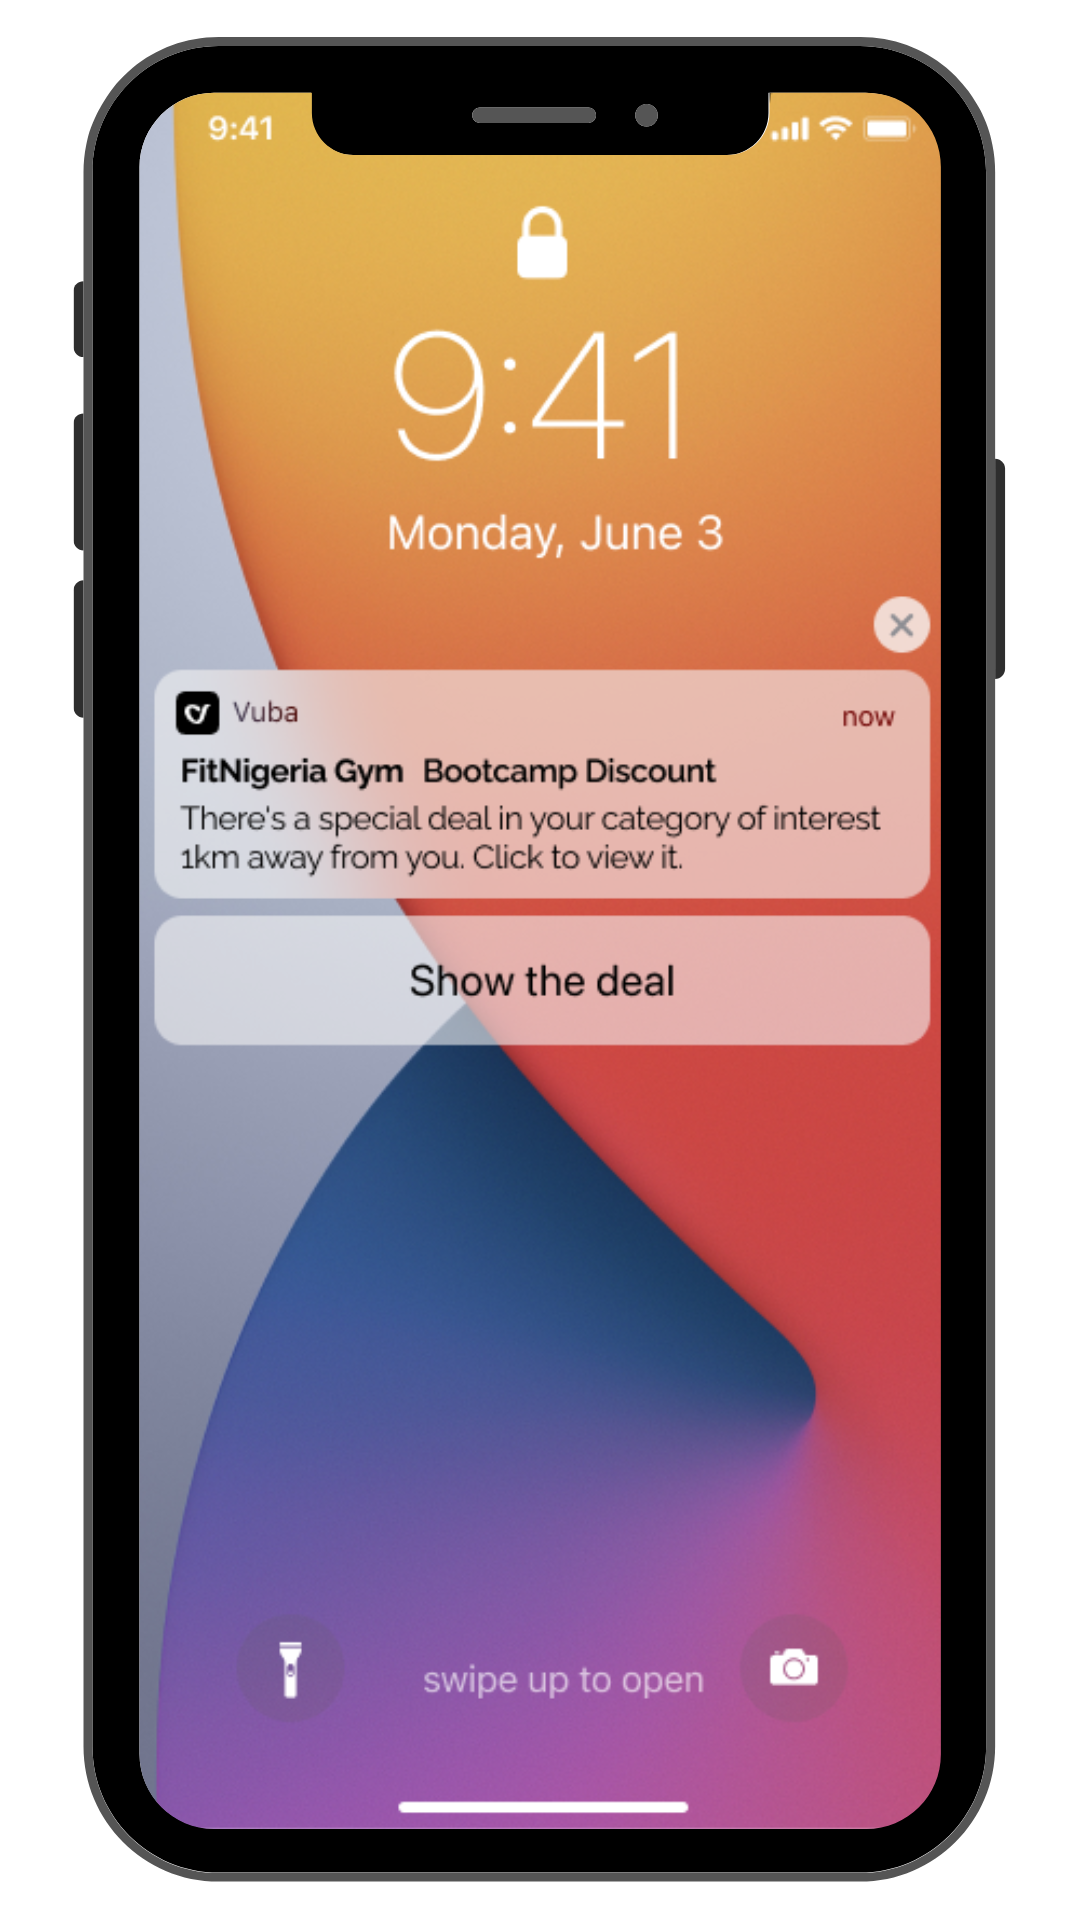 9:41
9:41
Monday, June 3
Vuba
now
FitNigeria Gym Bootcamp Discount
There's a special deal in your category of interest
1km away from you. Click to view it.
Show the deal
swipe up to open